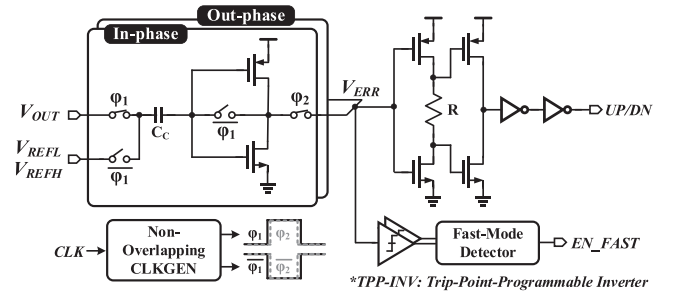 Out-phase
In-phase
V_OUT
φ1
C_C
φ1
φ2
V_ERR
V_REFL
V_REFH
φ1
R
UP/DN
CLK
Non-
Overlapping
CLKGEN
φ1
φ2
φ1
φ2
Fast-Mode
Detector
EN_FAST
*TPP-INV: Trip-Point-Programmable Inverter